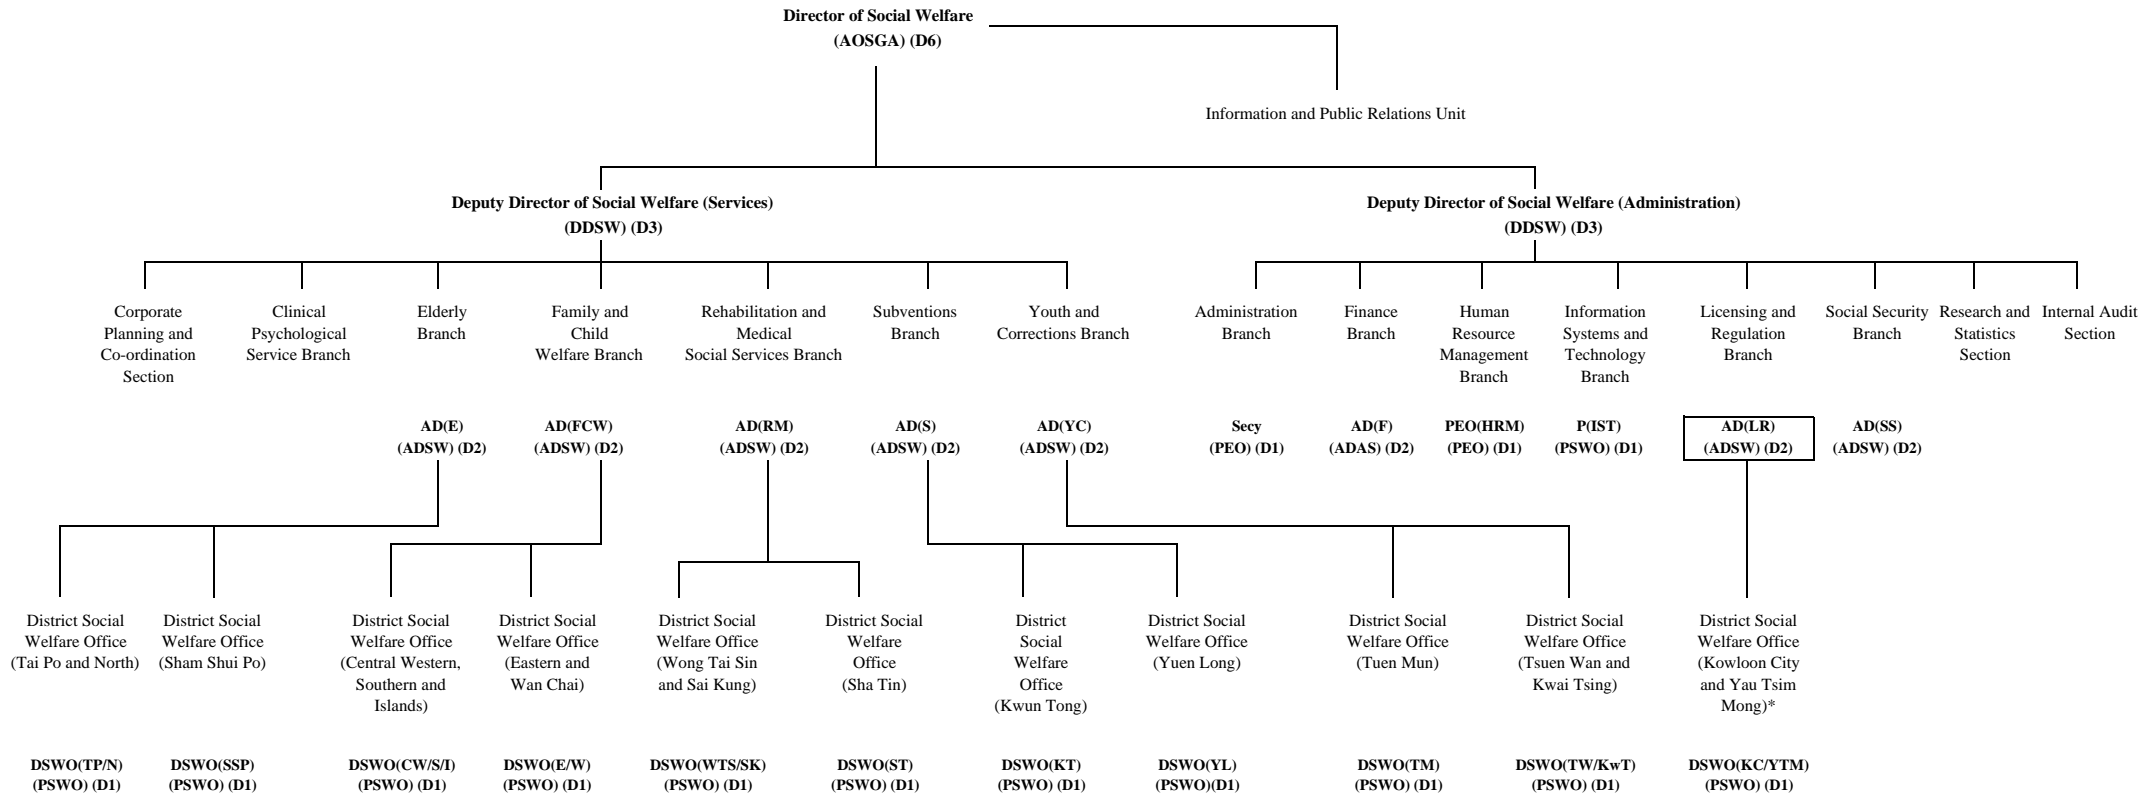 Director of Social Welfare
(AOSGA) (D6)
Information and Public Relations Unit
Deputy Director of Social Welfare (Services)
(DDSW) (D3)
Deputy Director of Social Welfare (Administration)
(DDSW) (D3)
Corporate
Planning and
Co-ordination
Section
Clinical
Psychological
Service Branch
Elderly
Branch
Family and
Child
Welfare Branch
Rehabilitation and
Medical
Social Services Branch
Subventions
Branch
Youth and
Corrections Branch
Administration
Branch
Finance
Branch
Human
Resource
Management
Branch
Information
Systems and
Technology
Branch
Licensing and
Regulation
Branch
Social Security
Branch
Research and
Statistics
Section
Internal Audit
Section
AD(E)
(ADSW) (D2)
AD(FCW)
(ADSW) (D2)
AD(RM)
(ADSW) (D2)
AD(S)
(ADSW) (D2)
AD(YC)
(ADSW) (D2)
Secy
(PEO) (D1)
AD(F)
(ADAS) (D2)
PEO(HRM)
(PEO) (D1)
P(IST)
(PSWO) (D1)
AD(LR)
(ADSW) (D2)
AD(SS)
(ADSW) (D2)
District Social
Welfare Office
(Tai Po and North)
District Social
Welfare Office
(Sham Shui Po)
District Social
Welfare Office
(Central Western,
Southern and
Islands)
District Social
Welfare Office
(Eastern and
Wan Chai)
District Social
Welfare Office
(Wong Tai Sin
and Sai Kung)
District Social
Welfare
Office
(Sha Tin)
District
Social
Welfare
Office
(Kwun Tong)
District Social
Welfare Office
(Yuen Long)
District Social
Welfare Office
(Tuen Mun)
District Social
Welfare Office
(Tsuen Wan and
Kwai Tsing)
District Social
Welfare Office
(Kowloon City
and Yau Tsim
Mong)*
DSWO(TP/N)
(PSWO) (D1)
DSWO(SSP)
(PSWO) (D1)
DSWO(CW/S/I)
(PSWO) (D1)
DSWO(E/W)
(PSWO) (D1)
DSWO(WTS/SK)
(PSWO) (D1)
DSWO(ST)
(PSWO) (D1)
DSWO(KT)
(PSWO) (D1)
DSWO(YL)
(PSWO)(D1)
DSWO(TM)
(PSWO) (D1)
DSWO(TW/KwT)
(PSWO) (D1)
DSWO(KC/YTM)
(PSWO) (D1)